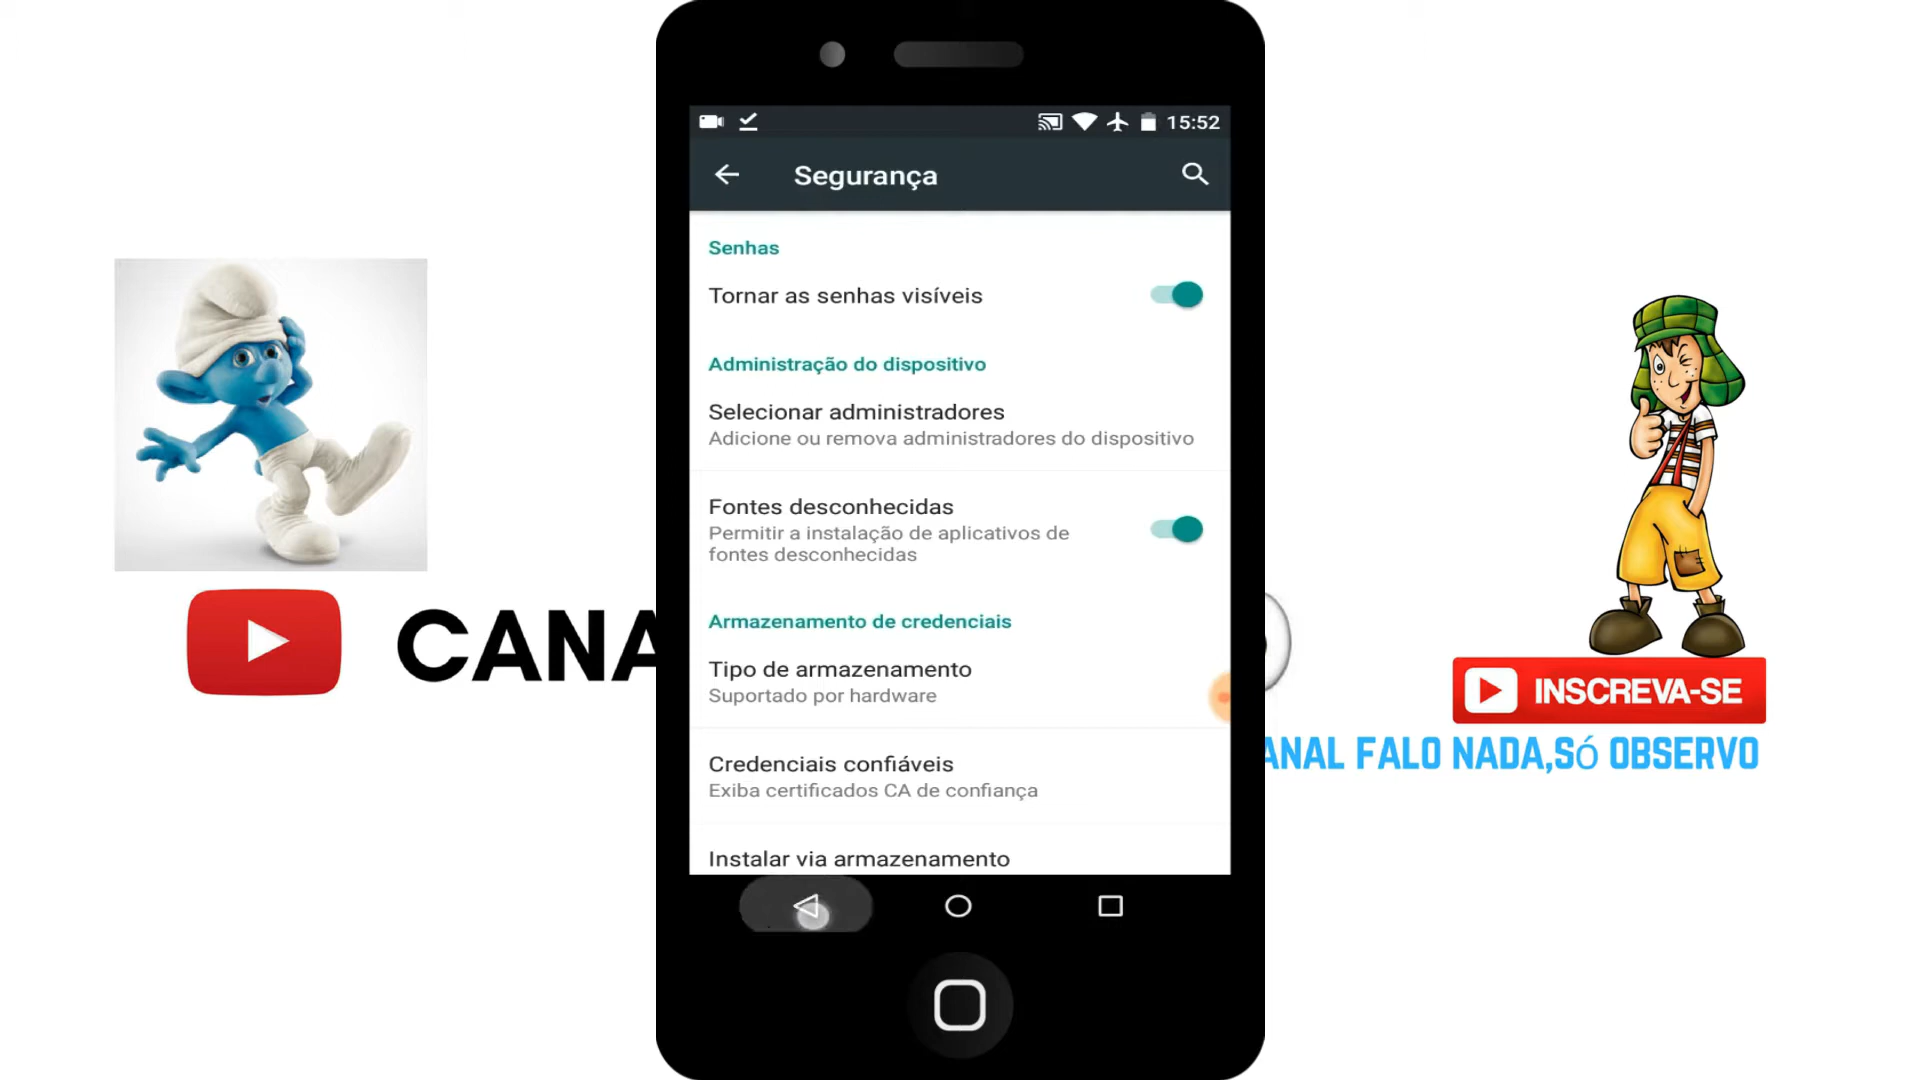 15:52
Segurança
Senhas
Tornar as senhas visíveis
Administração do dispositivo
Selecionar administradores
Adicione ou remova administradores do dispositivo
Fontes desconhecidas
Permitir a instalação de aplicativos de
fontes desconhecidas
Armazenamento de credenciais
Tipo de armazenamento
Suportado por hardware
Credenciais confiáveis
Exiba certificados CA de confiança
Instalar via armazenamento
CANA
INSCREVA-SE
ANAL FALO NADA,Só OBSERVO